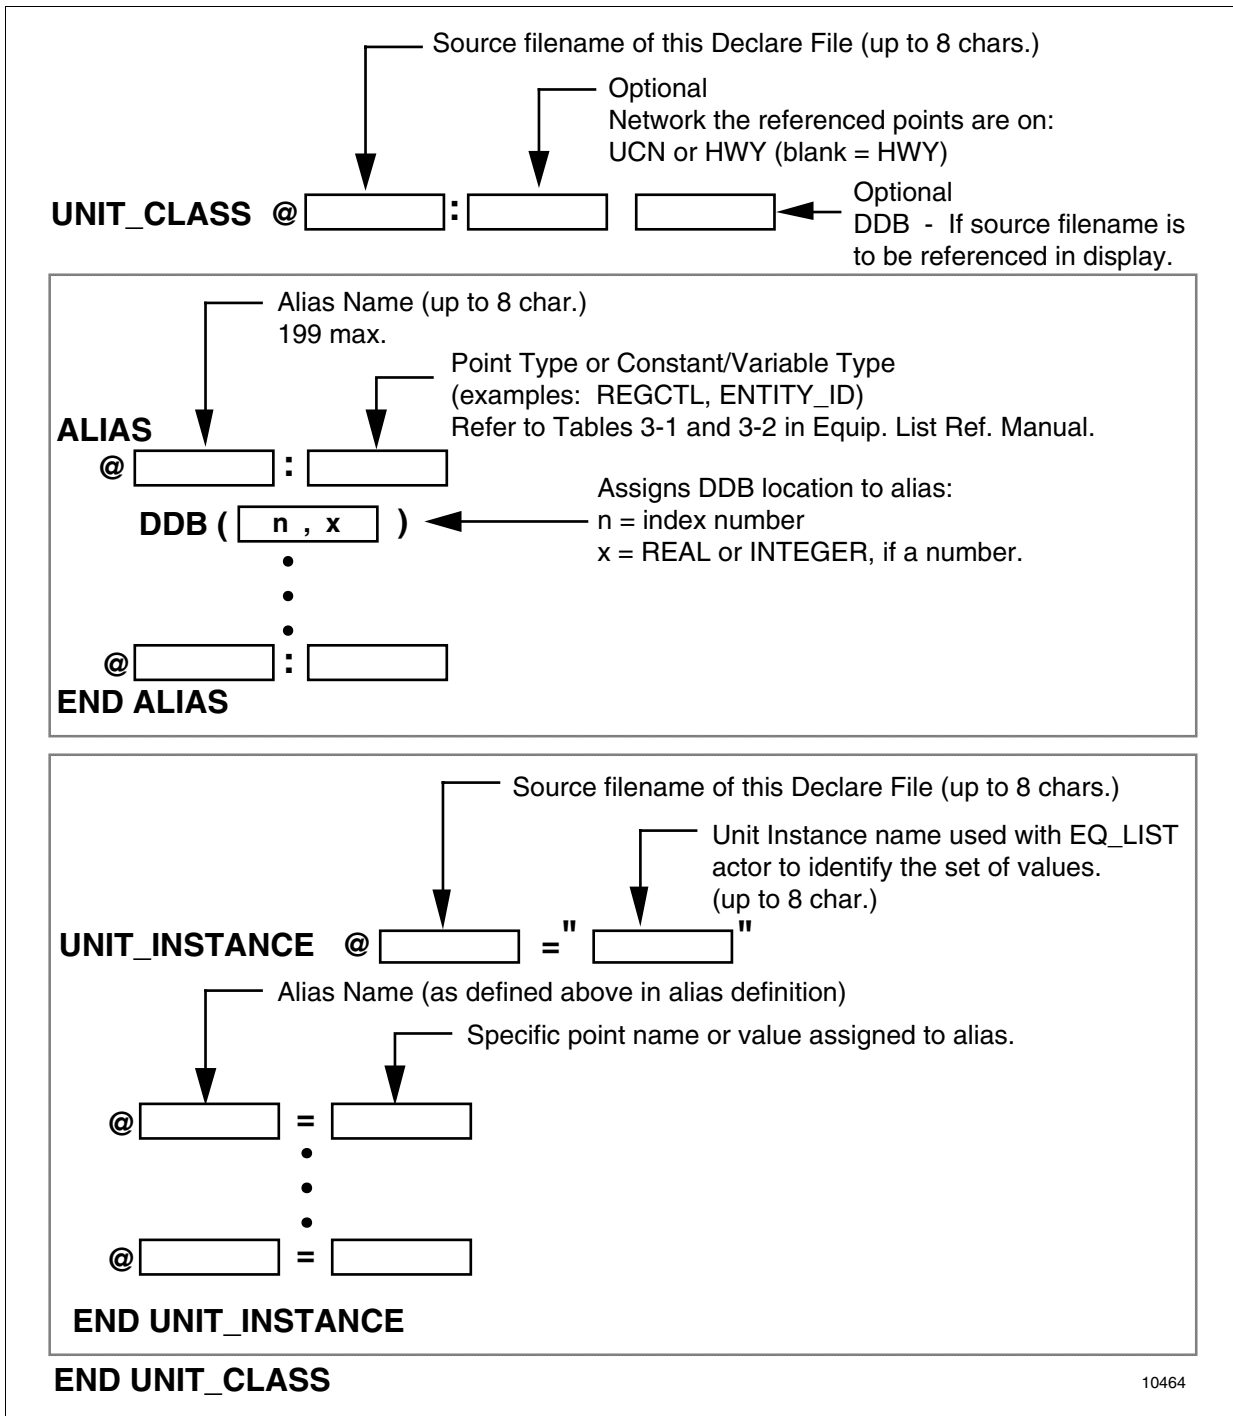 Source filename of this Declare File (up to 8 chars.)
Optional
Network the referenced points are on:
UCN or HWY (blank = HWY)
UNIT_CLASS @ :
Optional
DDB - If source filename is
to be referenced in display.
Alias Name (up to 8 char.)
199 max.
Point Type or Constant/Variable Type
(examples: REGCTL, ENTITY_ID)
Refer to Tables 3-1 and 3-2 in Equip. List Ref. Manual.
ALIAS
@ :
Assigns DDB location to alias:
DDB ( n , x )
n = index number
x = REAL or INTEGER, if a number.
@ :
END ALIAS
Source filename of this Declare File (up to 8 chars.)
Unit Instance name used with EQ_LIST
actor to identify the set of values.
(up to 8 char.)
UNIT_INSTANCE @ =" "
Alias Name (as defined above in alias definition)
Specific point name or value assigned to alias.
@ =
@ =
END UNIT_INSTANCE
END UNIT_CLASS
10464